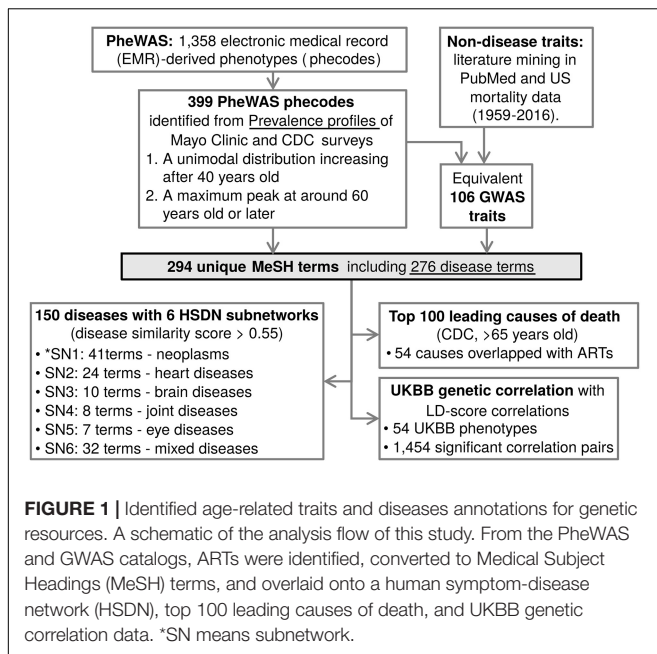 PheWAS: 1,358 electronic medical record
(EMR)-derived phenotypes ( phecodes)
Non-disease traits:
literature mining in
PubMed and US
mortality data
(1959-2016).
399 PheWAS phecodes
identified from Prevalence profiles of
Mayo Clinic and CDC surveys
1. A unimodal distribution increasing
after 40 years old
2. A maximum peak at around 60
years old or later
Equivalent
106 GWAS
traits
294 unique MeSH terms including 276 disease terms
150 diseases with 6 HSDN subnetworks
(disease similarity score > 0.55)
• *SN1: 41terms - neoplasms
• SN2: 24 terms - heart diseases
• SN3: 10 terms - brain diseases
• SN4: 8 terms - joint diseases
• SN5: 7 terms - eye diseases
• SN6: 32 terms - mixed diseases
Top 100 leading causes of death
(CDC, >65 years old)
• 54 causes overlapped with ARTs
UKBB genetic correlation with
LD-score correlations
• 54 UKBB phenotypes
• 1,454 significant correlation pairs
FIGURE 1 | Identified age-related traits and diseases annotations for genetic
resources. A schematic of the analysis flow of this study. From the PheWAS
and GWAS catalogs, ARTs were identified, converted to Medical Subject
Headings (MeSH) terms, and overlaid onto a human symptom-disease
network (HSDN), top 100 leading causes of death, and UKBB genetic
correlation data. *SN means subnetwork.